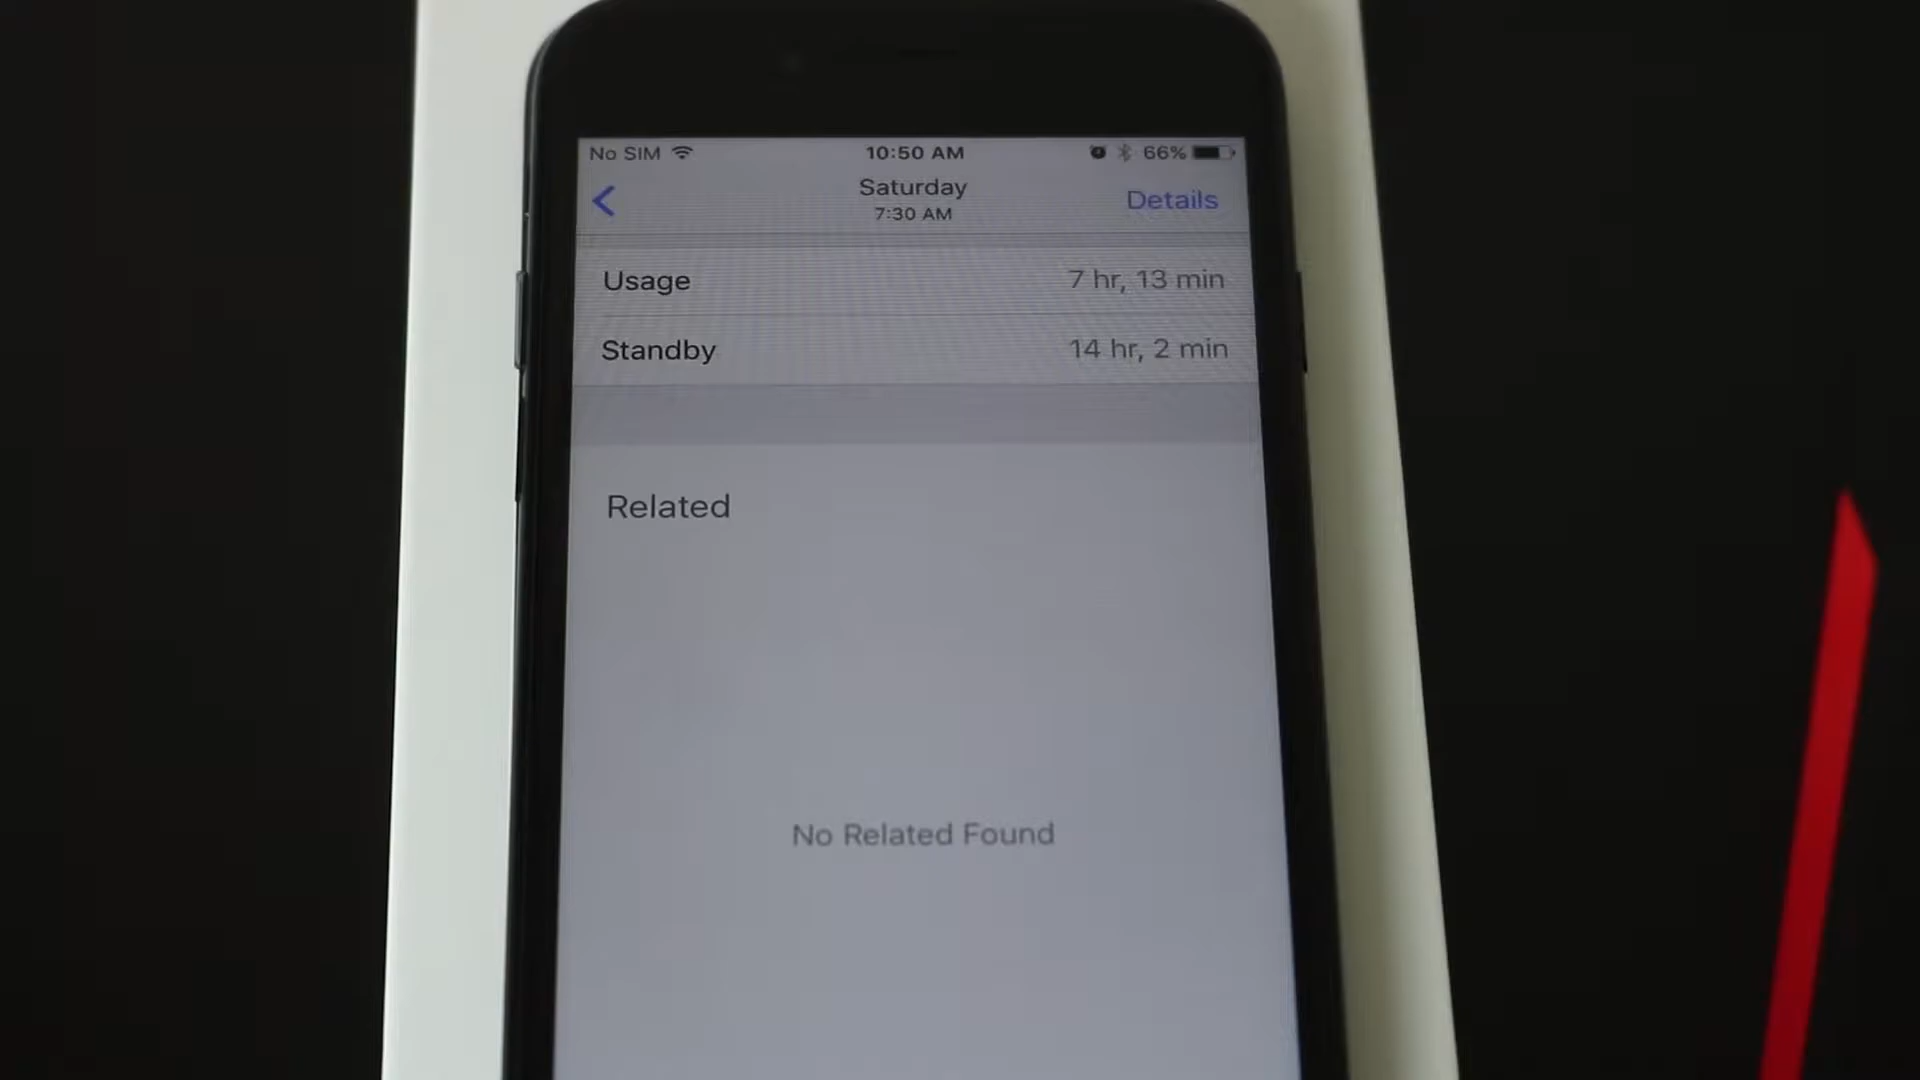 No SIM 10:50 AM 66%
Saturday
7:30 AM
Details
Usage 7 hr, 13 min
Standby 14 hr, 2 min
Related
No Related Found